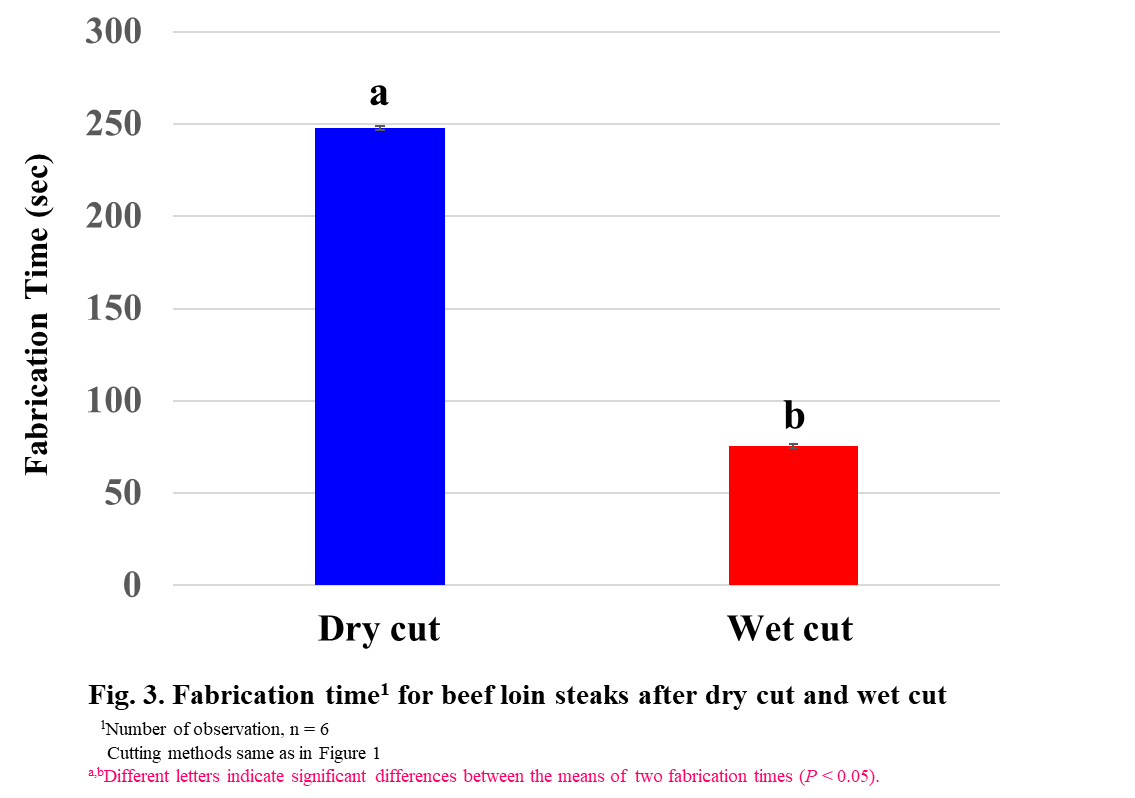 300
a
250
200
150
100
b
50
0
Fabrication Time (sec)
Dry cut
Wet cut
Fig. 3. Fabrication time¹ for beef loin steaks after dry cut and wet cut
¹Number of observation, n = 6
Cutting methods same as in Figure 1
ᵃ,ᵇDifferent letters indicate significant differences between the means of two fabrication times (P < 0.05).